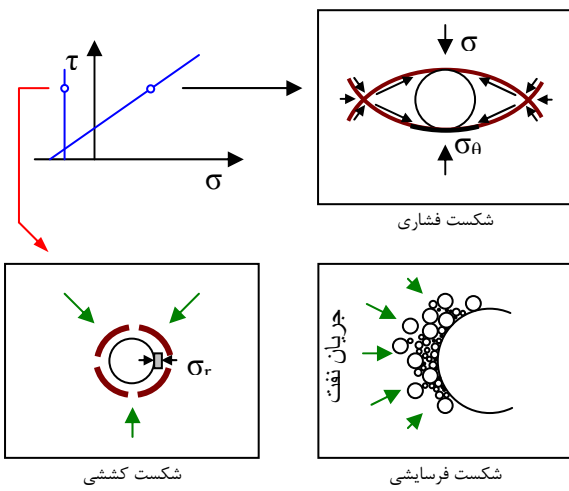 τ
σ
σ
σθ
شکست فشاری
σr
شکست کششی
جریان نفت
شکست فرسایشی